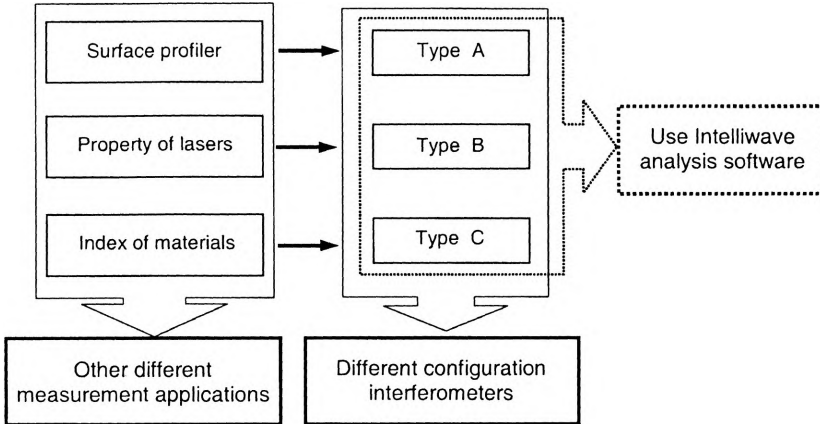 Surface profiler
Type A
Property of lasers
Type B
Use Intelliwave
analysis software
Index of materials
Type C
Other different
measurement applications
Different configuration
interferometers